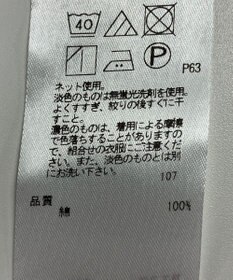 40
P
P63
ネット使用。
淡色のものは無蛍光洗剤を使用。
よくすすぎ、絞りの後すぐに干
すこと。
濃色のものは、着用による摩擦
で色落ちすることがありますの
で、組合せの衣服にご注意くだ
さい。また、淡色のものとは別
にお洗い下さい。
107
品質
綿 100%